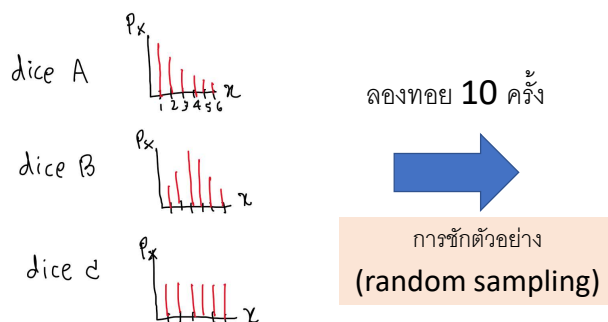 Px
dice A
1 2 3 4 5 6
x
Px
dice B
x
Px
dice C
x
ลองทอย 10 ครั้ง
การชักตัวอย่าง
(random sampling)